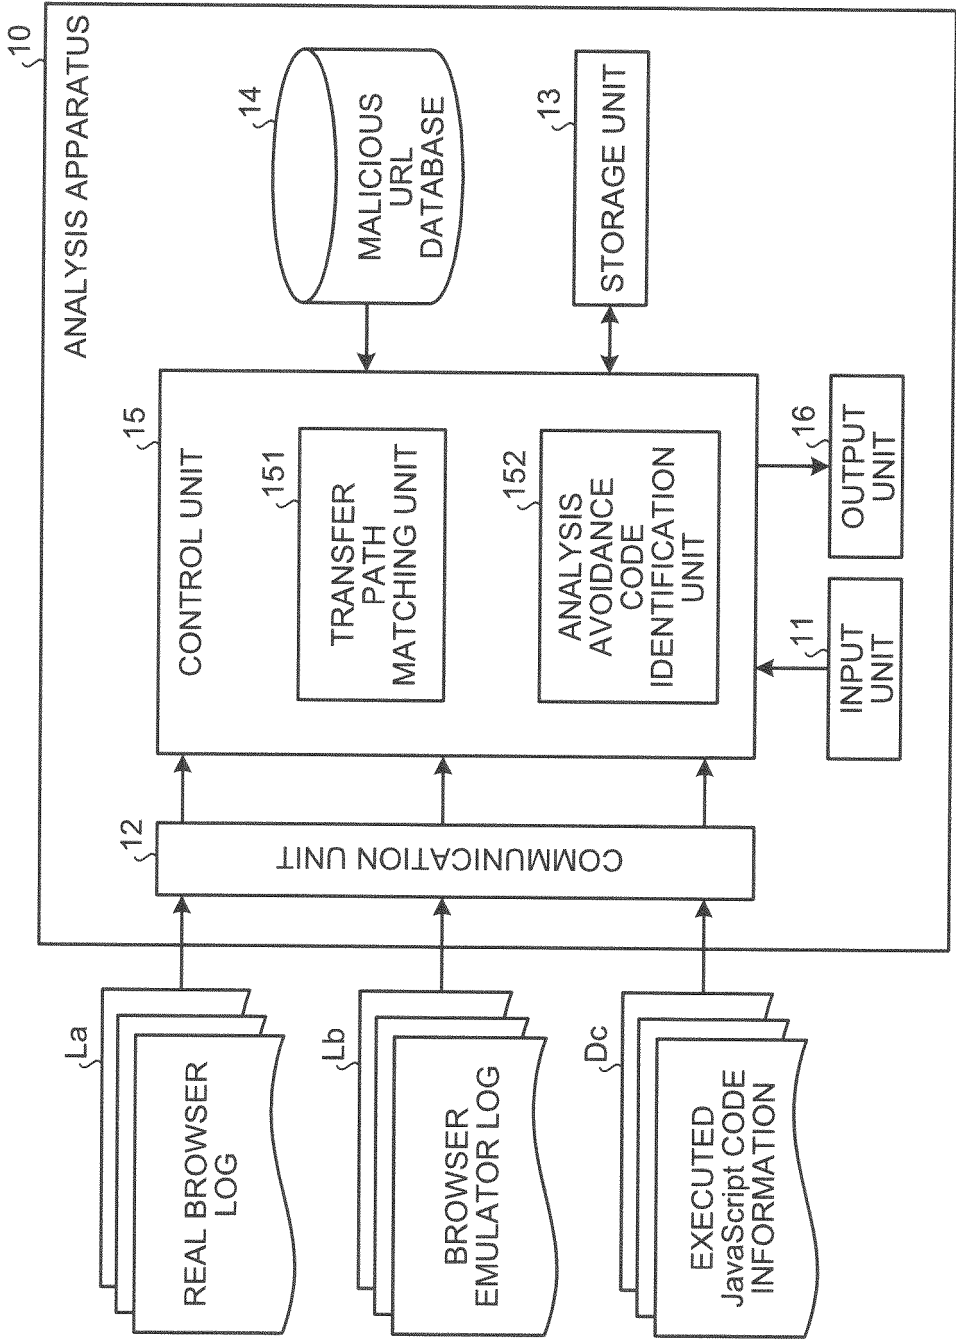 10
ANALYSIS APPARATUS
La
REAL BROWSER
LOG
Lb
BROWSER
EMULATOR LOG
Dc
EXECUTED
JavaScript CODE
INFORMATION
12
COMMUNICATION UNIT
15
CONTROL UNIT
151
TRANSFER
PATH
MATCHING UNIT
152
ANALYSIS
AVOIDANCE
CODE
IDENTIFICATION
UNIT
14
MALICIOUS
URL
DATABASE
13
STORAGE UNIT
11
INPUT
UNIT
16
OUTPUT
UNIT